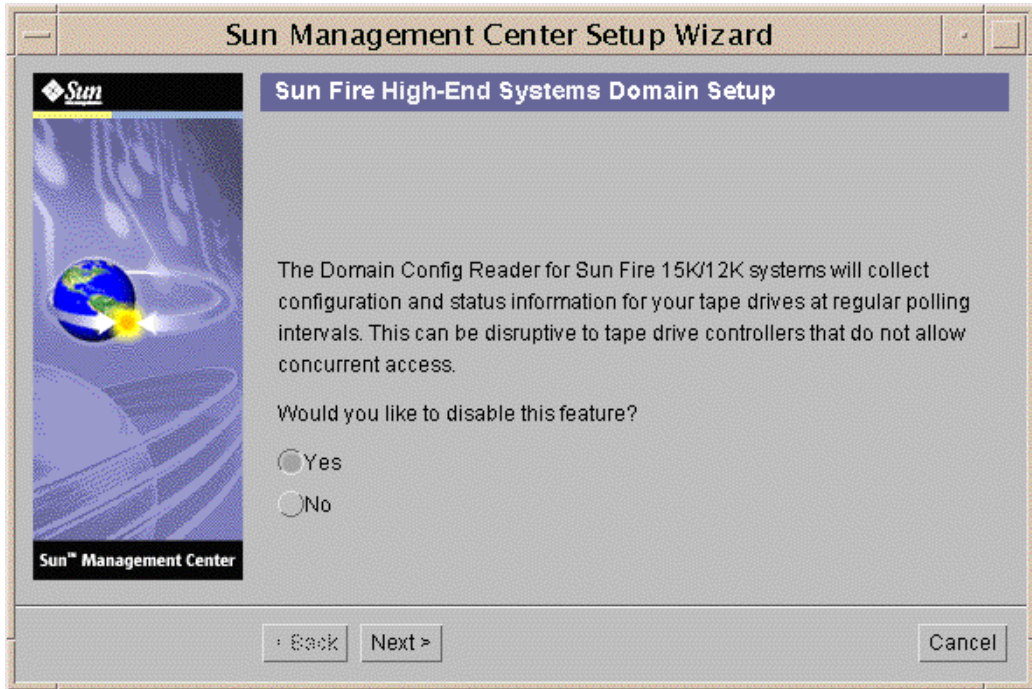 Sun Management Center Setup Wizard
Sun
Sun Fire High-End Systems Domain Setup
The Domain Config Reader for Sun Fire 15K/12K systems will collect
configuration and status information for your tape drives at regular polling
intervals. This can be disruptive to tape drive controllers that do not allow
concurrent access.
Would you like to disable this feature?
Yes
No
Sun™ Management Center
< Back Next > Cancel